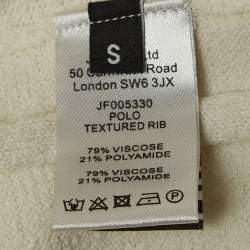 S
Ltd
50 Road
London SW6 3JX
JF005330
POLO
TEXTURED RIB
79% VISCOSE
21% POLYAMIDE
79% VISCOSE
21% POLYAMIDE